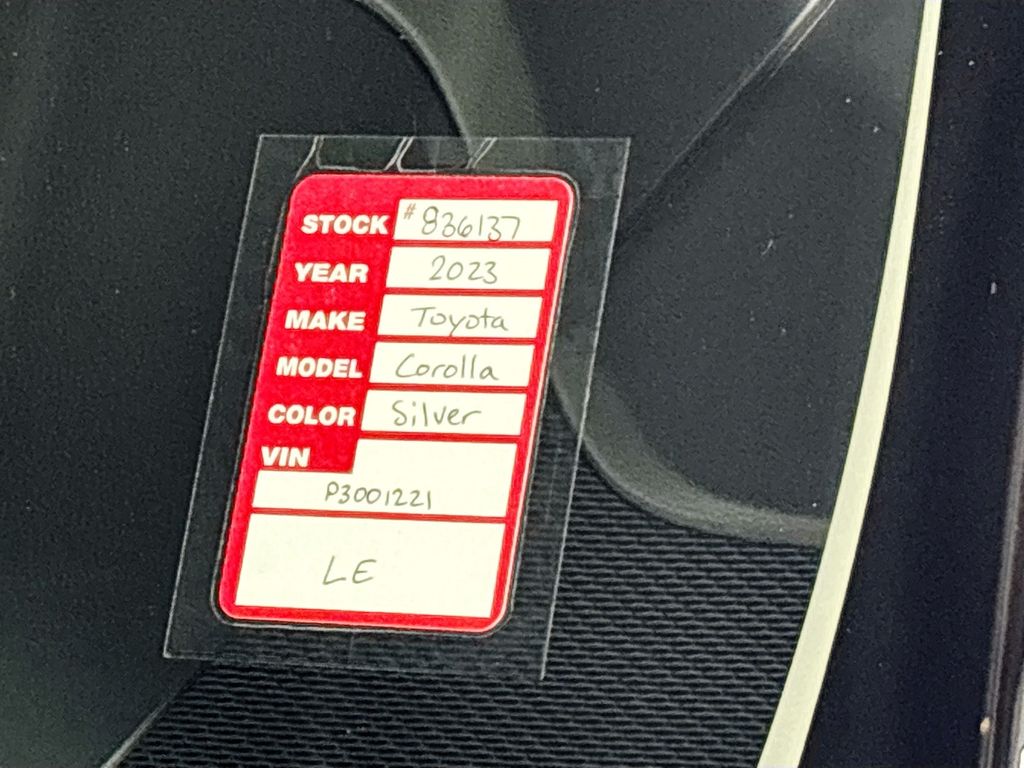 STOCK #836137
YEAR 2023
MAKE Toyota
MODEL Corolla
COLOR Silver
VIN
P3001221
LE